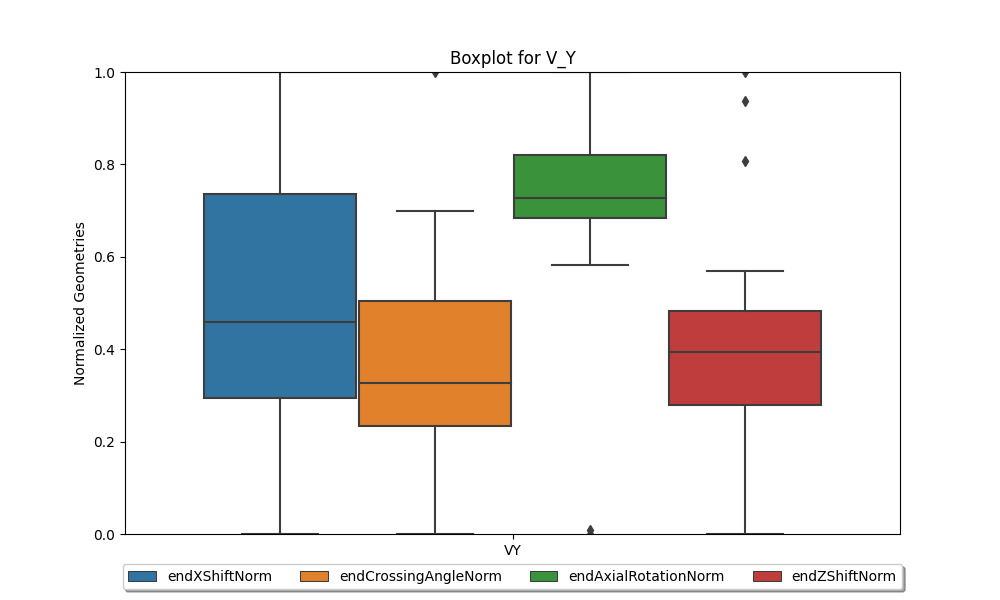 Boxplot for V_Y
Normalized Geometries
1.0
0.8
0.6
0.4
0.2
0.0
VY
endXShiftNorm endCrossingAngleNorm endAxialRotationNorm endZShiftNorm